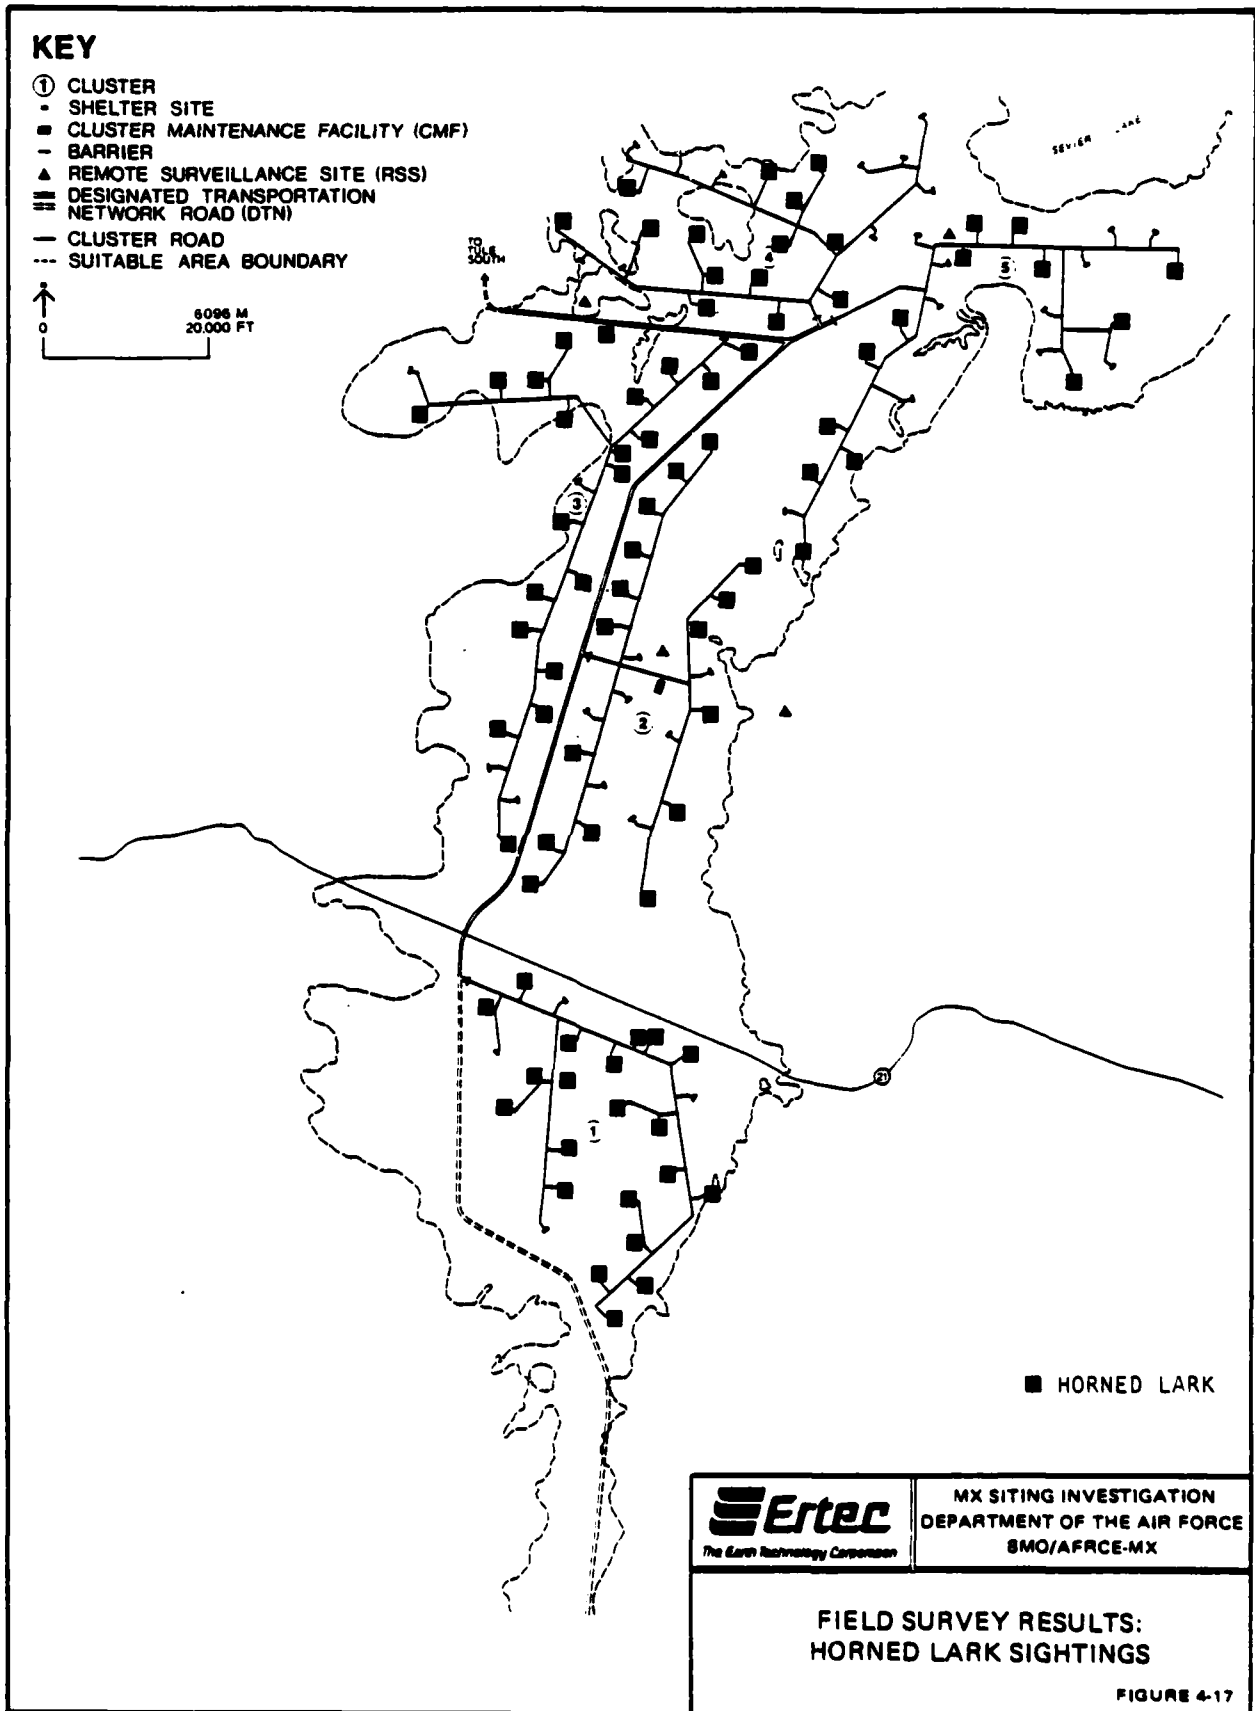 KEY
1 CLUSTER
SHELTER SITE
CLUSTER MAINTENANCE FACILITY (CMF)
BARRIER
REMOTE SURVEILLANCE SITE (RSS)
DESIGNATED TRANSPORTATION
NETWORK ROAD (DTN)
CLUSTER ROAD
SUITABLE AREA BOUNDARY
6096 M
0 20,000 FT
SEVIER LAKE
TO
TULE
SOUTH
4
5
3
2
21
1
HORNED LARK
Ertec
The Earth Technology Corporation
MX SITING INVESTIGATION
DEPARTMENT OF THE AIR FORCE
BMO/AFRCE-MX
FIELD SURVEY RESULTS:
HORNED LARK SIGHTINGS
FIGURE 4-17